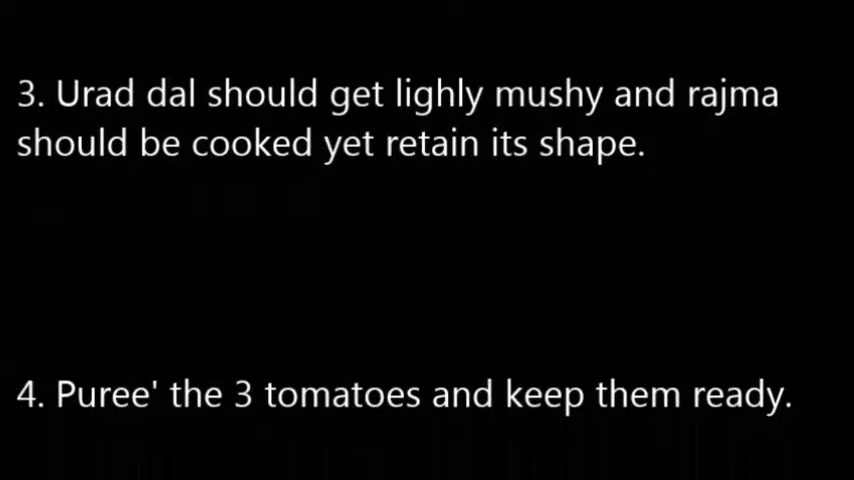 3. Urad dal should get lighly mushy and rajma
should be cooked yet retain its shape.
4. Puree' the 3 tomatoes and keep them ready.